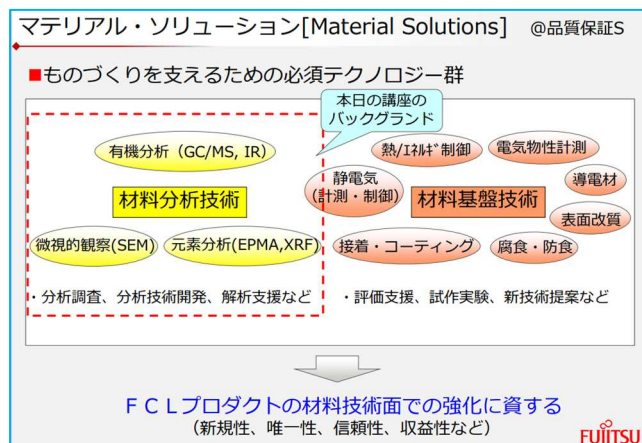 マテリアル・ソリューション[Material Solutions] @品質保証S
■ものづくりを支えるための必須テクノロジー群
本日の講座の
バックグランド
有機分析（GC/MS, IR）
材料分析技術
微視的観察(SEM)
元素分析(EPMA,XRF)
・分析調査、分析技術開発、解析支援など
熱/ｴﾈﾙｷﾞ制御
電気物性計測
静電気
(計測・制御)
材料基盤技術
導電材
表面改質
接着・コーティング
腐食・防食
・評価支援、試作実験、新技術提案など
ＦＣＬプロダクトの材料技術面での強化に資する
（新規性、唯一性、信頼性、収益性など）
FUJITSU